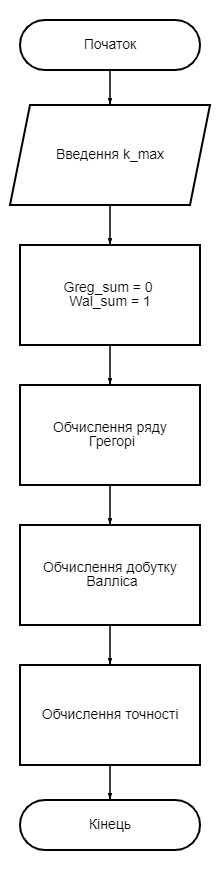 Початок
Введення k_max
Greg_sum = 0
Wal_sum = 1
Обчислення ряду
Грегорі
Обчислення добутку
Валліса
Обчислення точності
Кінець